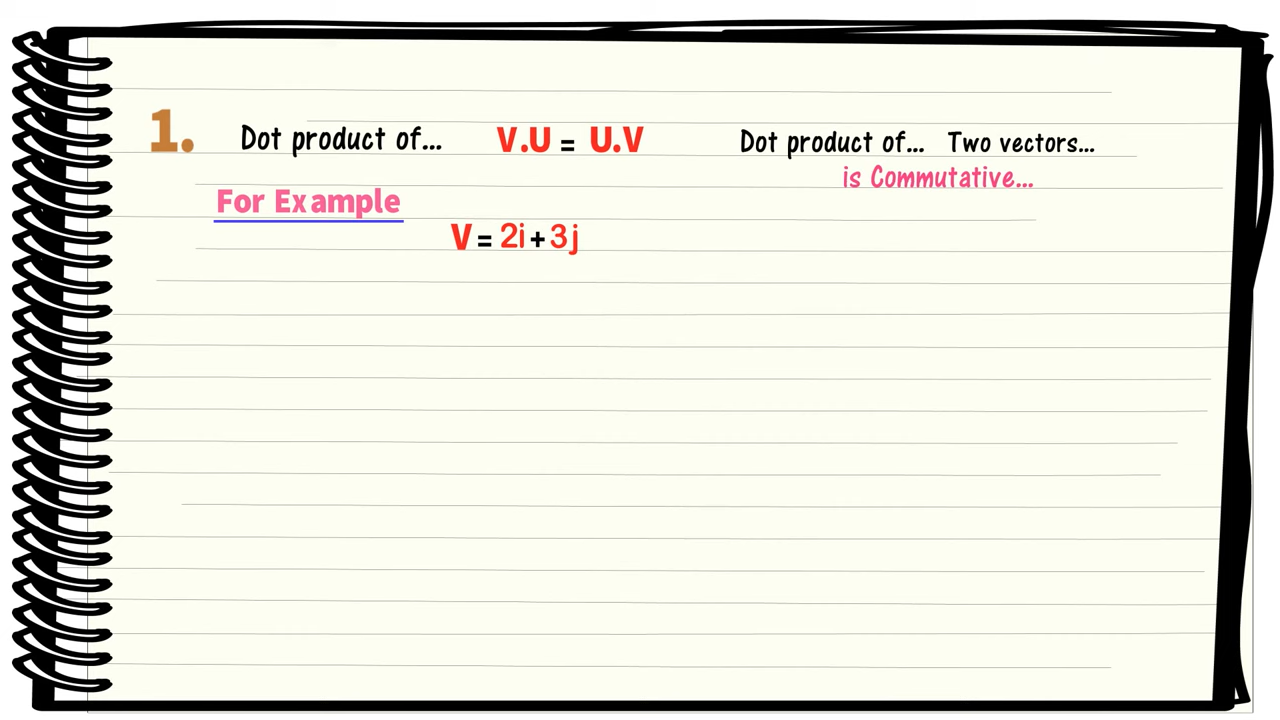 1. Dot product of... V.U = U.V Dot product of... Two vectors...
is Commutative...
For Example
V = 2i + 3j